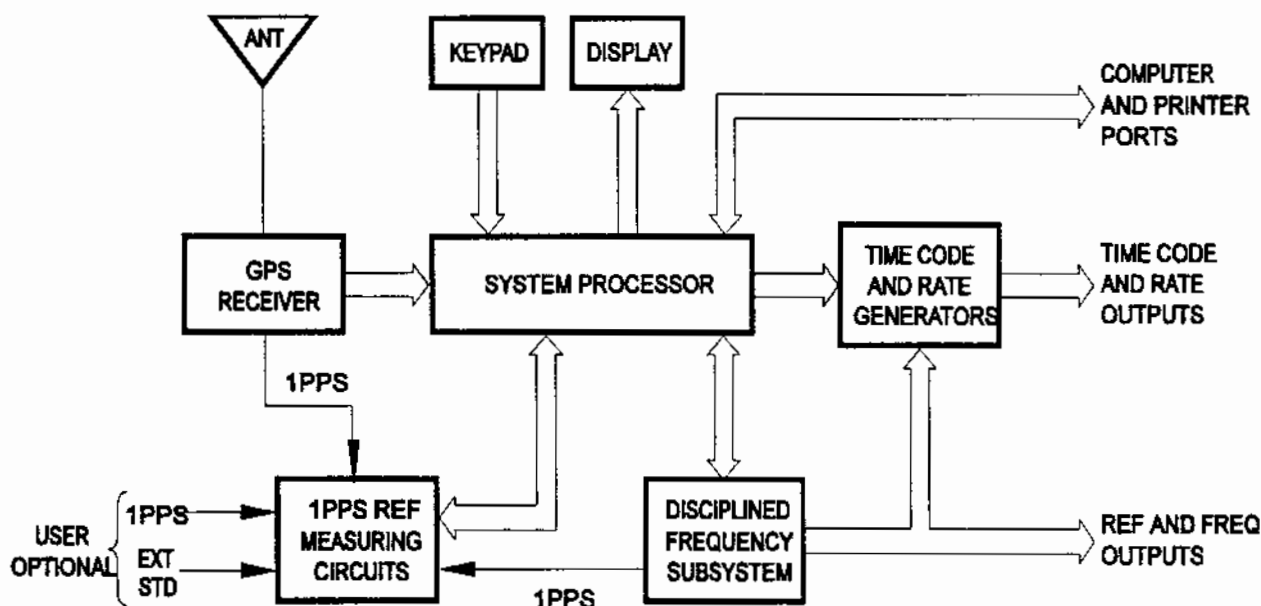 ANT
KEYPAD
DISPLAY
COMPUTER
AND PRINTER
PORTS
GPS
RECEIVER
SYSTEM PROCESSOR
TIME CODE
AND RATE
GENERATORS
TIME CODE
AND RATE
OUTPUTS
1PPS
USER
OPTIONAL
1PPS
EXT
STD
1PPS REF
MEASURING
CIRCUITS
1PPS
DISCIPLINED
FREQUENCY
SUBSYSTEM
REF AND FREQ
OUTPUTS